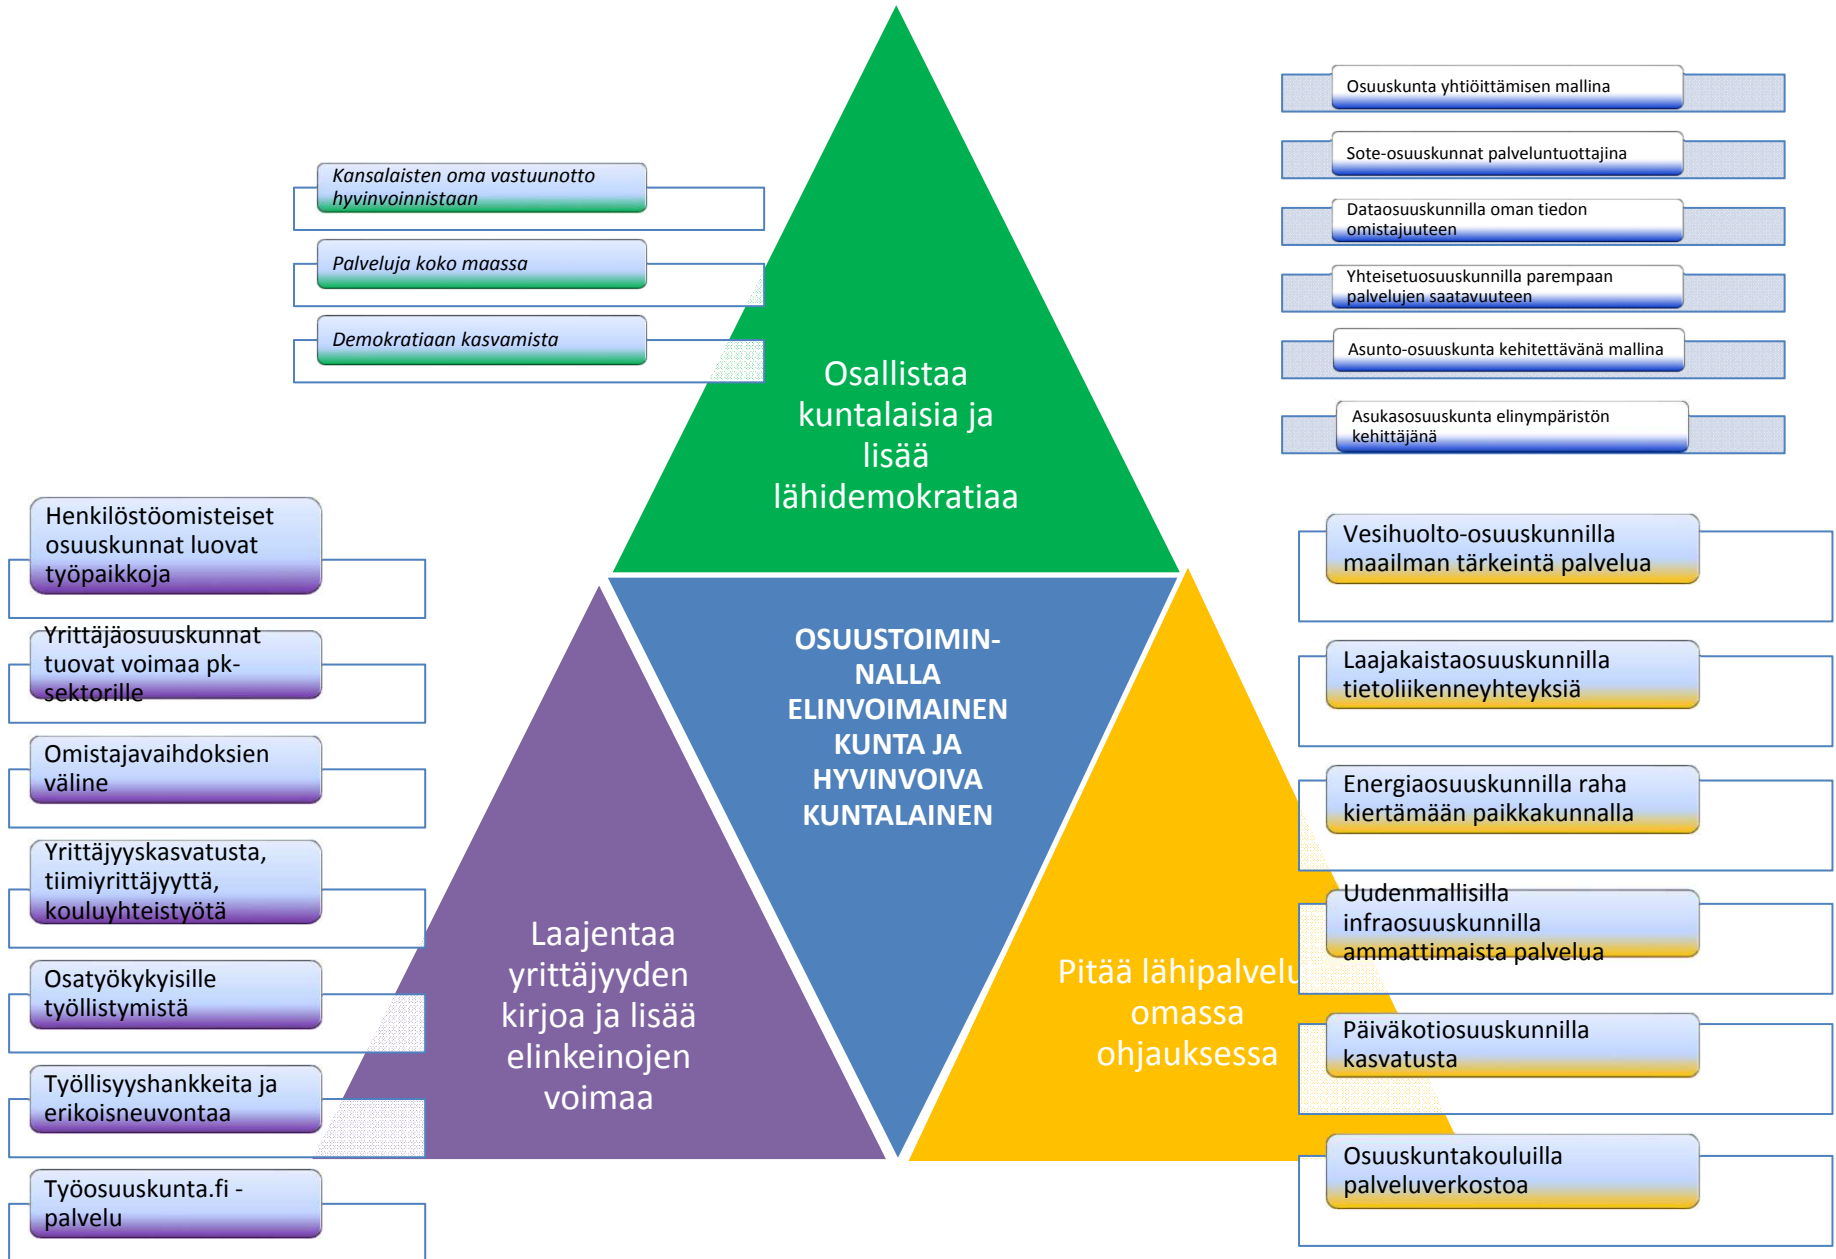 Osuuskunta yhtiöittämisen mallina
Sote-osuuskunnat palveluntuottajina
Dataosuuskunnilla oman tiedon
omistajuuteen
Yhteisetuosuuskunnilla parempaan
palvelujen saatavuuteen
Asunto-osuuskunta kehitettävänä mallina
Asukasosuuskunta elinympäristön
kehittäjänä
Kansalaisten oma vastuunotto
hyvinvoinnistaan
Palveluja koko maassa
Demokratiaan kasvamista
Osallistaa
kuntalaisia ja
lisää
lähidemokratiaa
Henkilöstöomisteiset
osuuskunnat luovat
työpaikkoja
Yrittäjäosuuskunnat
tuovat voimaa pk-
sektorille
Omistajavaihdoksien
väline
Yrittäjyyskasvatusta,
tiimiyrittäjyyttä,
kouluyhteistyötä
Osatyökykyisille
työllistymistä
Työllisyyshankkeita ja
erikoisneuvontaa
Työosuuskunta.fi -
palvelu
OSUUSTOIMIN-
NALLA
ELINVOIMAINEN
KUNTA JA
HYVINVOIVA
KUNTALAINEN
Laajentaa
yrittäjyyden
kirjoa ja lisää
elinkeinojen
voimaa
Pitää lähipalvelu
omassa
ohjauksessa
Vesihuolto-osuuskunnilla
maailman tärkeintä palvelua
Laajakaistaosuuskunnilla
tietoliikenneyhteyksiä
Energiaosuuskunnilla raha
kiertämään paikkakunnalla
Uudenmallisilla
infraosuuskunnilla
ammattimaista palvelua
Päiväkotiosuuskunnilla
kasvatusta
Osuuskuntakouluilla
palveluverkostoa